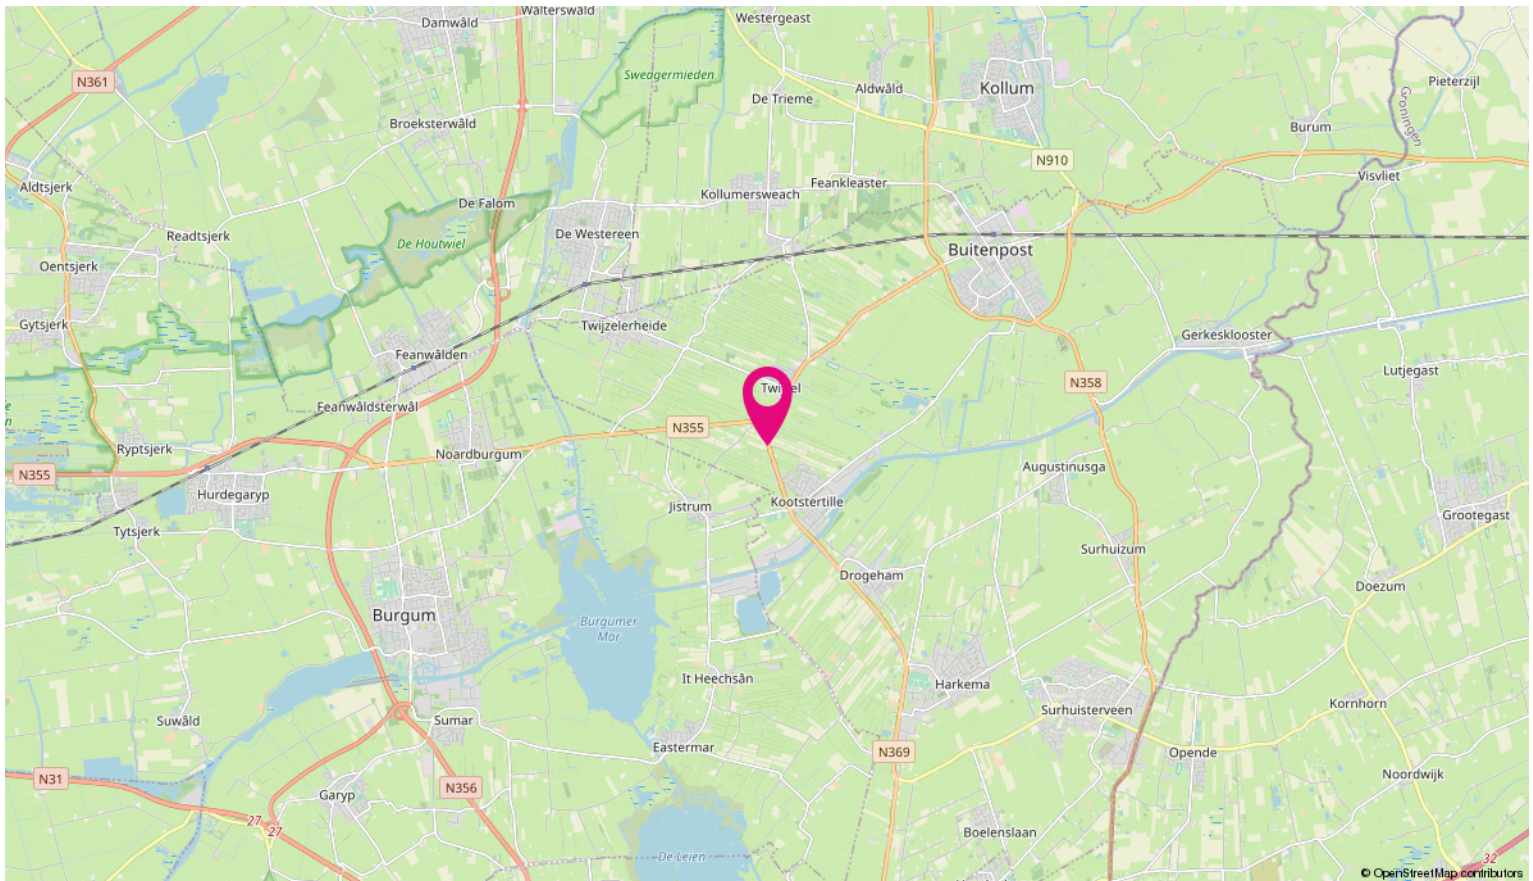 Damwâld
Wâlterswâld
Westergeast
Sweagermieden
N361
Kollum
Pieterzijl
De Trieme
Aldwâld
Groningen
Broeksterwâld
Burum
N910
Visvliet
Aldtsjerk
Feankleaster
Kollumersweach
De Falom
Readtsjerk
De Westereen
De Houtwiel
Buitenpost
Oentsjerk
Gytsjerk
Twijzelerheide
Gerkesklooster
Feanwâlden
Lutjegast
N358
Feanwâldsterwâl
N355
Ryptsjerk
Noardburgum
Augustinusga
N355
Hurdegaryp
Jistrum
Kootstertille
Grootegast
Tytsjerk
Surhuizum
Drogeham
Doezum
Burgum
Burgumer
Mar
It Heechsân
Harkema
Surhuisterveen
Kornhorn
Suwâld
Sumar
Eastermar
N369
Opende
N31
N356
Noordwijk
Garyp
27
27
Boelenslaan
De Leien
32
© OpenStreetMap contributors